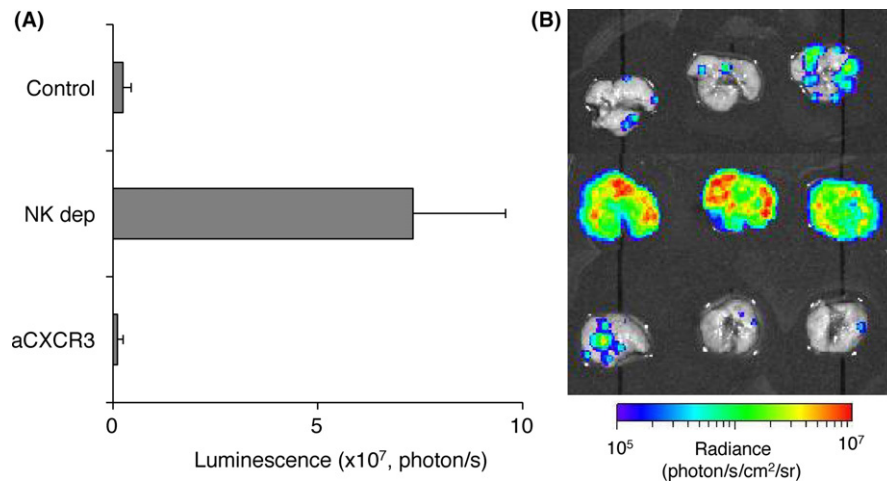 (A)
Control
NK dep
aCXCR3
0
5
10
Luminescence (x10⁷, photon/s)
(B)
10⁵
Radiance
10⁷
(photon/s/cm²/sr)